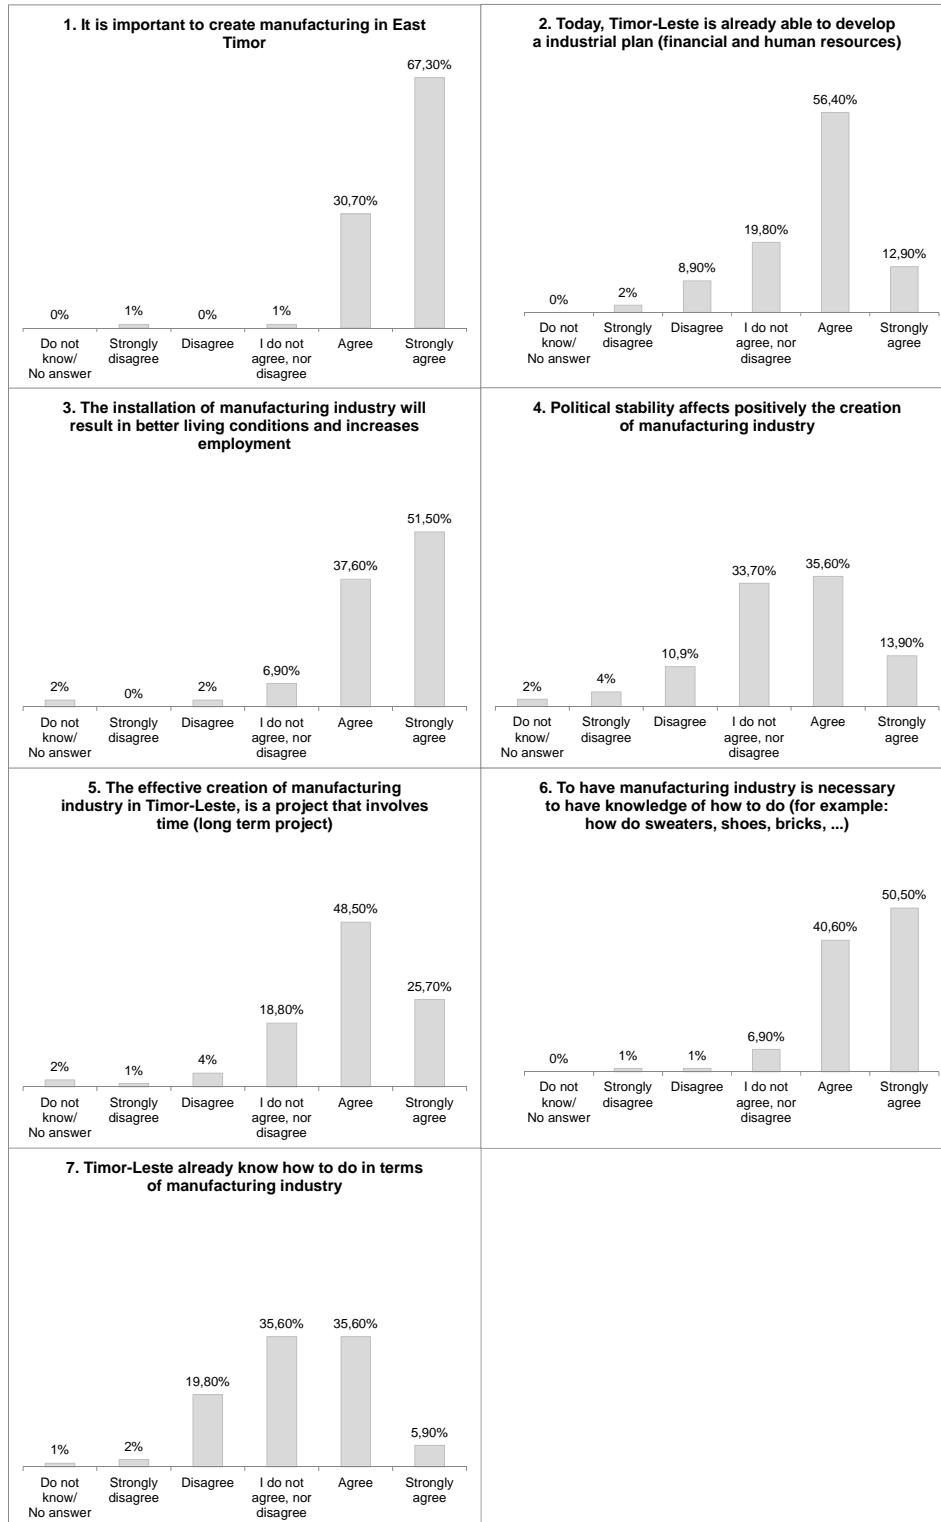 1. It is important to create manufacturing in East
Timor
67,30%
30,70%
0%
1%
0%
1%
Do not
know/
No answer
Strongly
disagree
Disagree
I do not
agree, nor
disagree
Agree
Strongly
agree
2. Today, Timor-Leste is already able to develop
a industrial plan (financial and human resources)
56,40%
19,80%
12,90%
8,90%
2%
0%
Do not
know/
No answer
Strongly
disagree
Disagree
I do not
agree, nor
disagree
Agree
Strongly
agree
3. The installation of manufacturing industry will
result in better living conditions and increases
employment
51,50%
37,60%
6,90%
2%
0%
2%
Do not
know/
No answer
Strongly
disagree
Disagree
I do not
agree, nor
disagree
Agree
Strongly
agree
4. Political stability affects positively the creation
of manufacturing industry
33,70%
35,60%
13,90%
10,9%
4%
2%
Do not
know/
No answer
Strongly
disagree
Disagree
I do not
agree, nor
disagree
Agree
Strongly
agree
5. The effective creation of manufacturing
industry in Timor-Leste, is a project that involves
time (long term project)
48,50%
25,70%
18,80%
2%
1%
4%
Do not
know/
No answer
Strongly
disagree
Disagree
I do not
agree, nor
disagree
Agree
Strongly
agree
6. To have manufacturing industry is necessary
to have knowledge of how to do (for example:
how do sweaters, shoes, bricks, ...)
50,50%
40,60%
6,90%
0%
1%
1%
Do not
know/
No answer
Strongly
disagree
Disagree
I do not
agree, nor
disagree
Agree
Strongly
agree
7. Timor-Leste already know how to do in terms
of manufacturing industry
35,60%
35,60%
19,80%
5,90%
1%
2%
Do not
know/
No answer
Strongly
disagree
Disagree
I do not
agree, nor
disagree
Agree
Strongly
agree